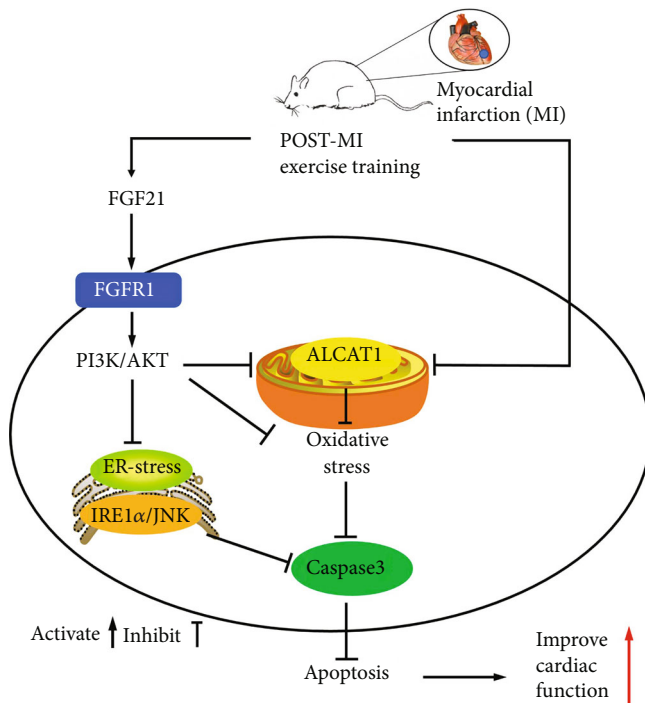 Myocardial
infarction (MI)
POST-MI
exercise training
FGF21
FGFR1
PI3K/AKT
ALCAT1
Oxidative
stress
ER-stress
IRE1α/JNK
Caspase3
Activate
Inhibit
Apoptosis
Improve
cardiac
function